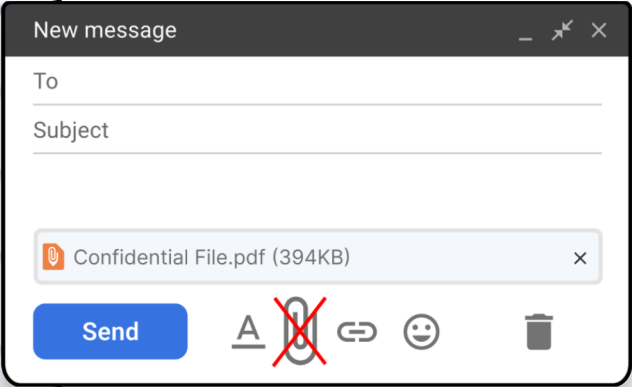 New message
To
Subject
Confidential File.pdf (394KB)
Send
A